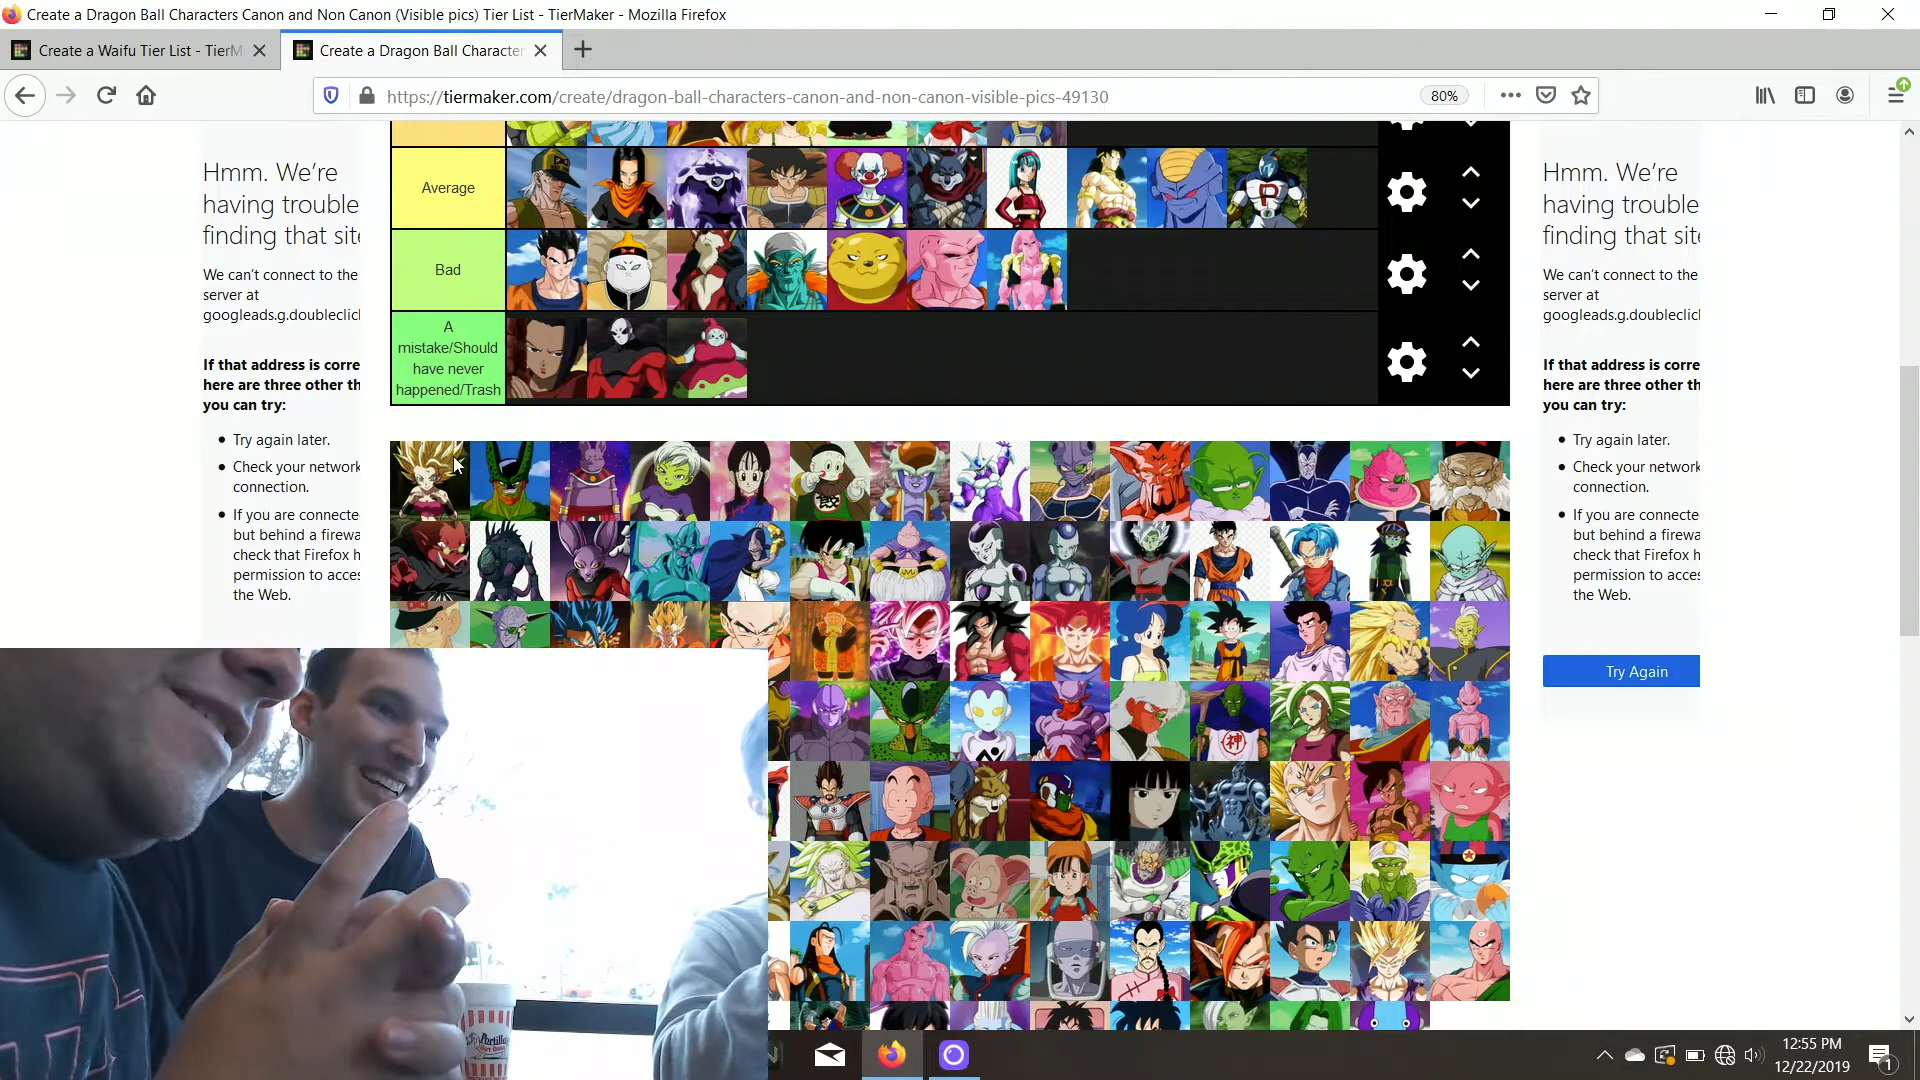 Create a Dragon Ball Characters Canon and Non Canon (Visible pics) Tier List - TierMaker - Mozilla Firefox
Create a Waifu Tier List - TierM
Create a Dragon Ball Character
https://tiermaker.com/create/dragon-ball-characters-canon-and-non-canon-visible-pics-49130
80%
Hmm. We're
having trouble
finding that site
We can't connect to the
server at
googleads.g.doubleclic
If that address is corre
here are three other th
you can try:
Try again later.
Check your network
connection.
If you are connecte
but behind a firewa
check that Firefox h
permission to acces
the Web.
Average
Bad
A
mistake/Should
have never
happened/Trash
P
神
Portillo's
Hmm. We're
having trouble
finding that site
We can't connect to the
server at
googleads.g.doubleclic
If that address is corre
here are three other th
you can try:
Try again later.
Check your network
connection.
If you are connecte
but behind a firewa
check that Firefox h
permission to acces
the Web.
Try Again
12:55 PM
12/22/2019
1